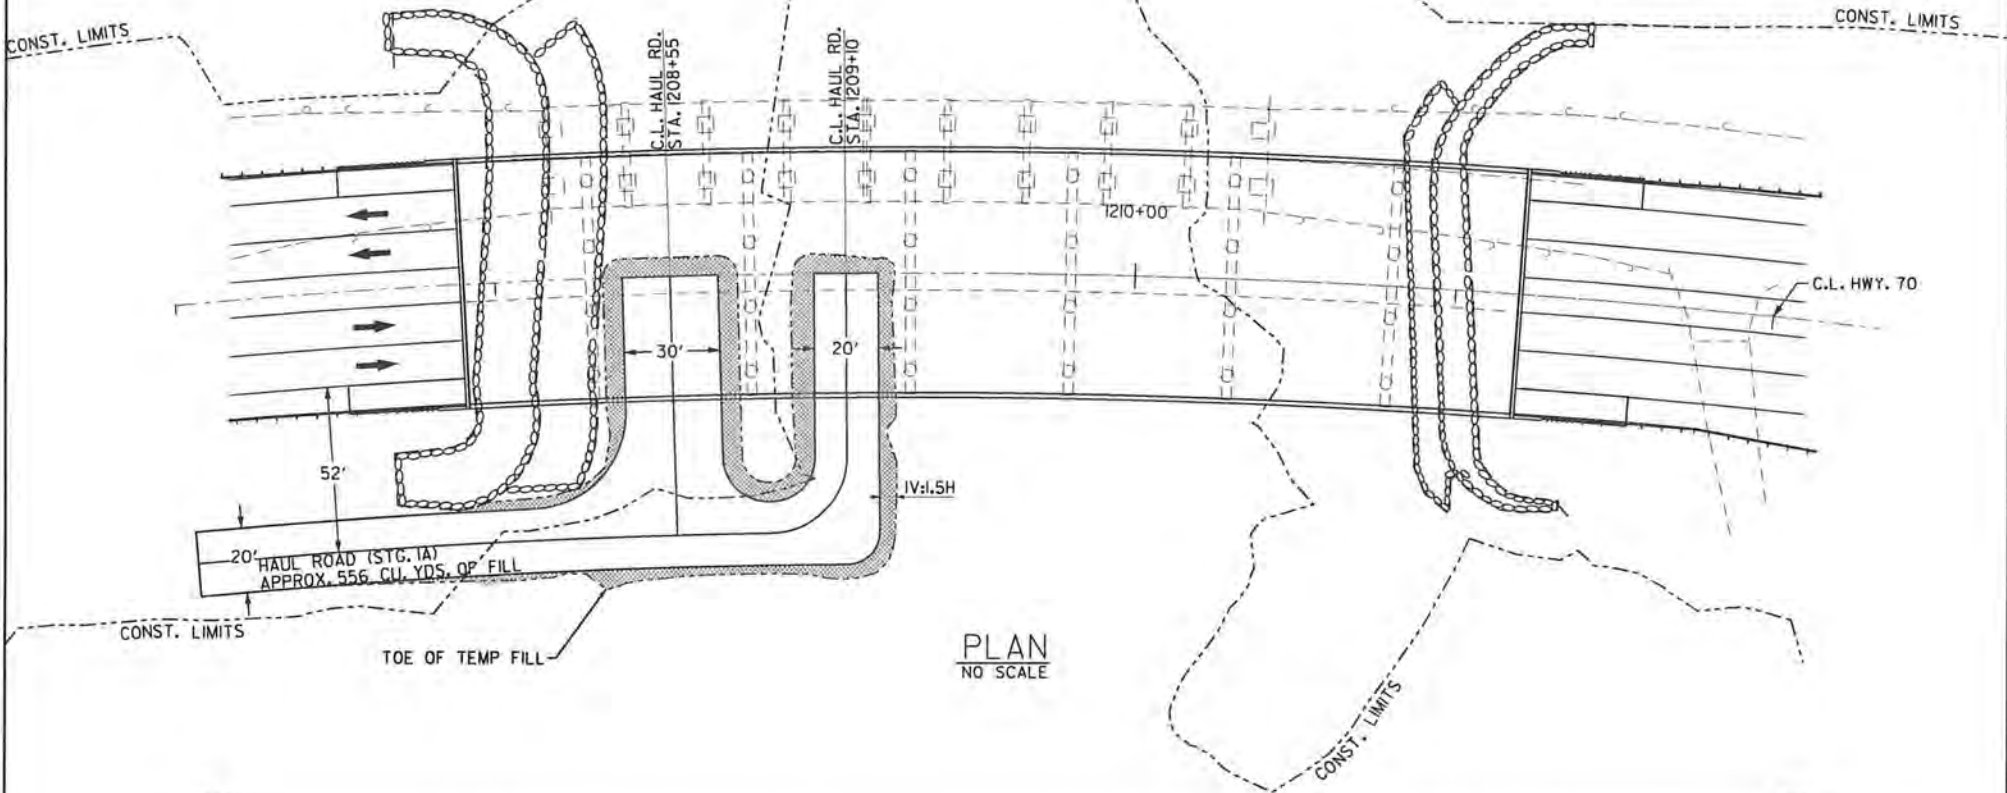 CONST. LIMITS
CONST. LIMITS
C.L. HAUL RD.
STA. 1208+55
C.L. HAUL RD.
STA. 1209+10
1210+00
C.L. HWY. 70
30'
20'
52'
1V:1.5H
20'
HAUL ROAD (STG. 1A)
APPROX. 556 CU. YDS. OF FILL
CONST. LIMITS
TOE OF TEMP FILL
PLAN
NO SCALE
CONST. LIMITS